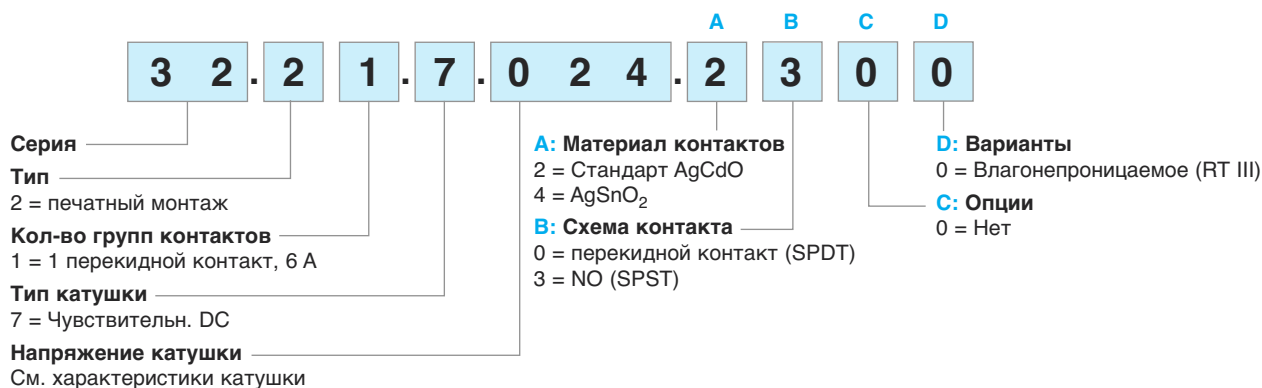 A B C D
3 2 . 2 1 . 7 . 0 2 4 . 2 3 0 0
Серия
Тип
2 = печатный монтаж
Кол-во групп контактов
1 = 1 перекидной контакт, 6 A
Тип катушки
7 = Чувствительн. DC
Напряжение катушки
См. характеристики катушки
A: Материал контактов
2 = Стандарт AgCdO
4 = AgSnO₂
B: Схема контакта
0 = перекидной контакт (SPDT)
3 = NO (SPST)
D: Варианты
0 = Влагонепроницаемое (RT III)
C: Опции
0 = Нет